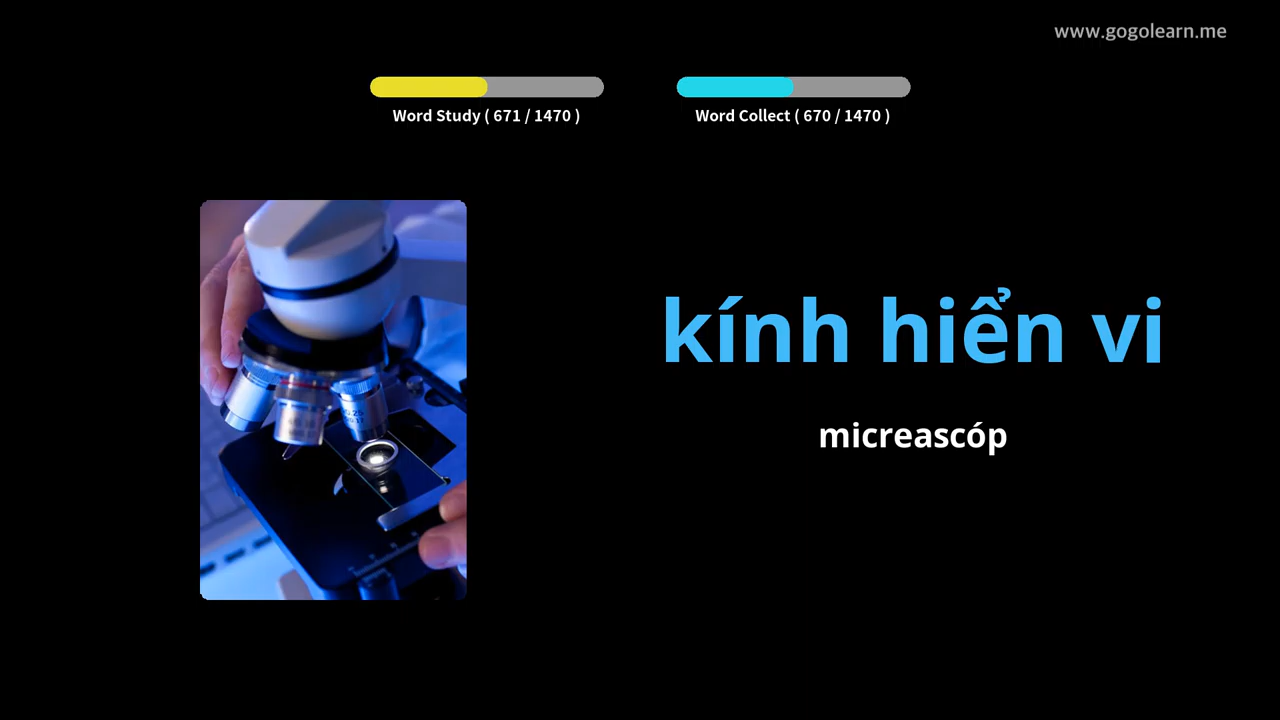 www.gogolearn.me
Word Study ( 671 / 1470 )
Word Collect ( 670 / 1470 )
kính hiển vi
micreascóp